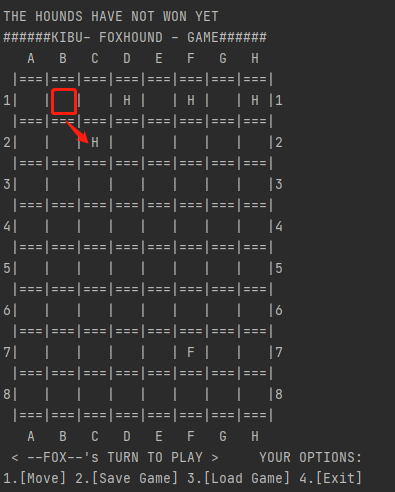 THE HOUNDS HAVE NOT WON YET
######KIBU– FOXHOUND – GAME######
   A   B   C   D   E   F   G   H
 |===|===|===|===|===|===|===|===|
1|   |   |   | H |   | H |   | H |1
 |===|===|===|===|===|===|===|===|
2|   |   | H |   |   |   |   |   |2
 |===|===|===|===|===|===|===|===|
3|   |   |   |   |   |   |   |   |3
 |===|===|===|===|===|===|===|===|
4|   |   |   |   |   |   |   |   |4
 |===|===|===|===|===|===|===|===|
5|   |   |   |   |   |   |   |   |5
 |===|===|===|===|===|===|===|===|
6|   |   |   |   |   |   |   |   |6
 |===|===|===|===|===|===|===|===|
7|   |   |   |   |   | F |   |   |7
 |===|===|===|===|===|===|===|===|
8|   |   |   |   |   |   |   |   |8
 |===|===|===|===|===|===|===|===|
   A   B   C   D   E   F   G   H
 < --FOX--'s TURN TO PLAY >     YOUR OPTIONS:
1.[Move] 2.[Save Game] 3.[Load Game] 4.[Exit]